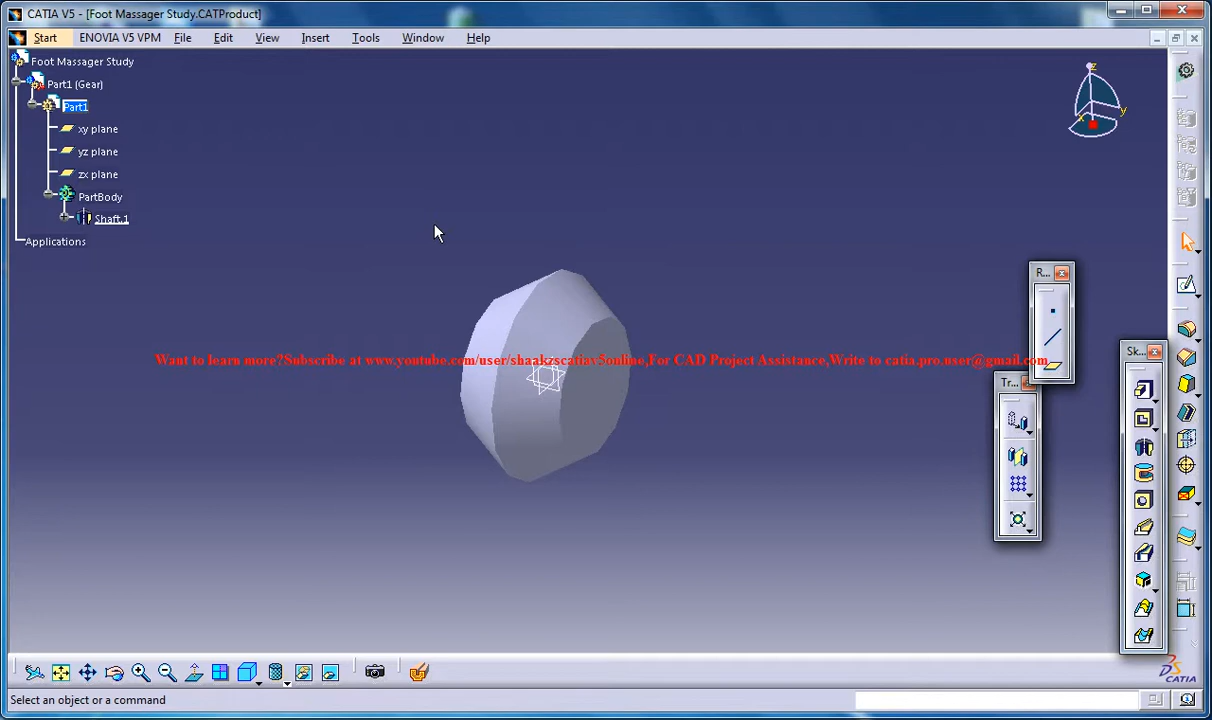 CATIA V5 - [Foot Massager Study.CATProduct]
Start ENOVIA V5 VPM File Edit View Insert Tools Window Help
Foot Massager Study
Part1 (Gear)
Part1
xy plane
yz plane
zx plane
PartBody
Shaft.1
Applications
z
y
x
R...
Sk...
Tr...
Want to learn more?Subscribe at www.youtube.com/user/shaakzscatiav5online,For CAD Project Assistance,Write to catia.pro.user@gmail.com
Select an object or a command
CATIA